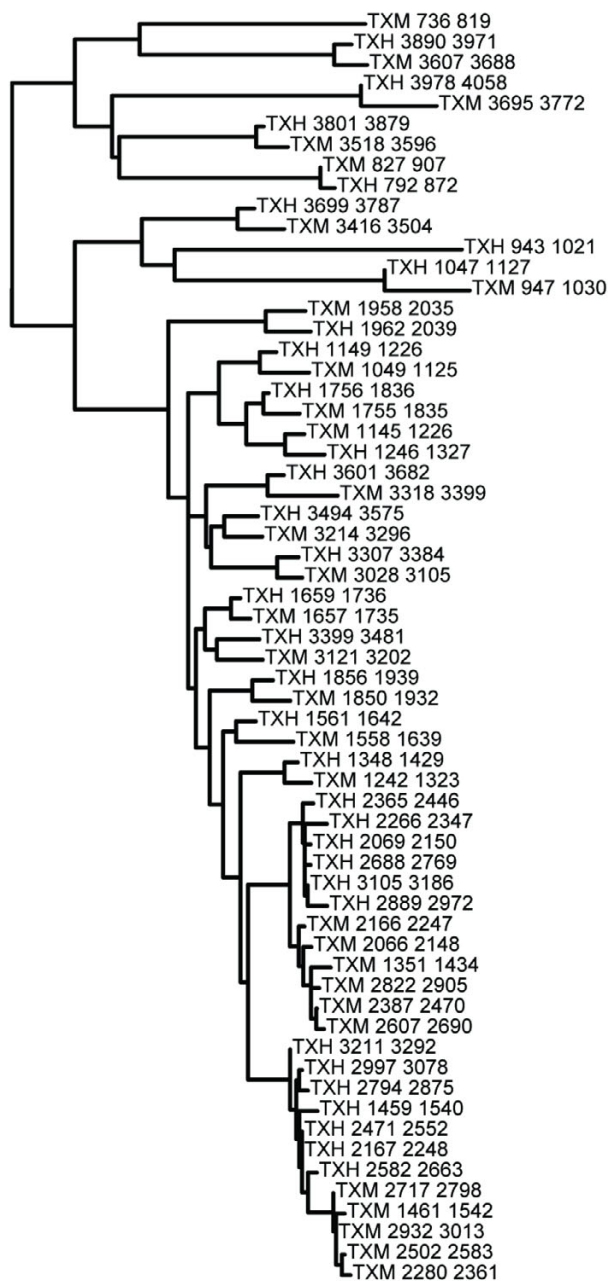 TXM 736 819
TXH 3890 3971
TXM 3607 3688
TXH 3978 4058
TXM 3695 3772
TXH 3801 3879
TXM 3518 3596
TXM 827 907
TXH 792 872
TXH 3699 3787
TXM 3416 3504
TXH 943 1021
TXH 1047 1127
TXM 947 1030
TXM 1958 2035
TXH 1962 2039
TXH 1149 1226
TXM 1049 1125
TXH 1756 1836
TXM 1755 1835
TXM 1145 1226
TXH 1246 1327
TXH 3601 3682
TXM 3318 3399
TXH 3494 3575
TXM 3214 3296
TXH 3307 3384
TXM 3028 3105
TXH 1659 1736
TXM 1657 1735
TXH 3399 3481
TXM 3121 3202
TXH 1856 1939
TXM 1850 1932
TXH 1561 1642
TXM 1558 1639
TXH 1348 1429
TXM 1242 1323
TXH 2365 2446
TXH 2266 2347
TXH 2069 2150
TXH 2688 2769
TXH 3105 3186
TXH 2889 2972
TXM 2166 2247
TXM 2066 2148
TXM 1351 1434
TXM 2822 2905
TXM 2387 2470
TXM 2607 2690
TXH 3211 3292
TXH 2997 3078
TXH 2794 2875
TXH 1459 1540
TXH 2471 2552
TXH 2167 2248
TXH 2582 2663
TXM 2717 2798
TXM 1461 1542
TXM 2932 3013
TXM 2502 2583
TXM 2280 2361